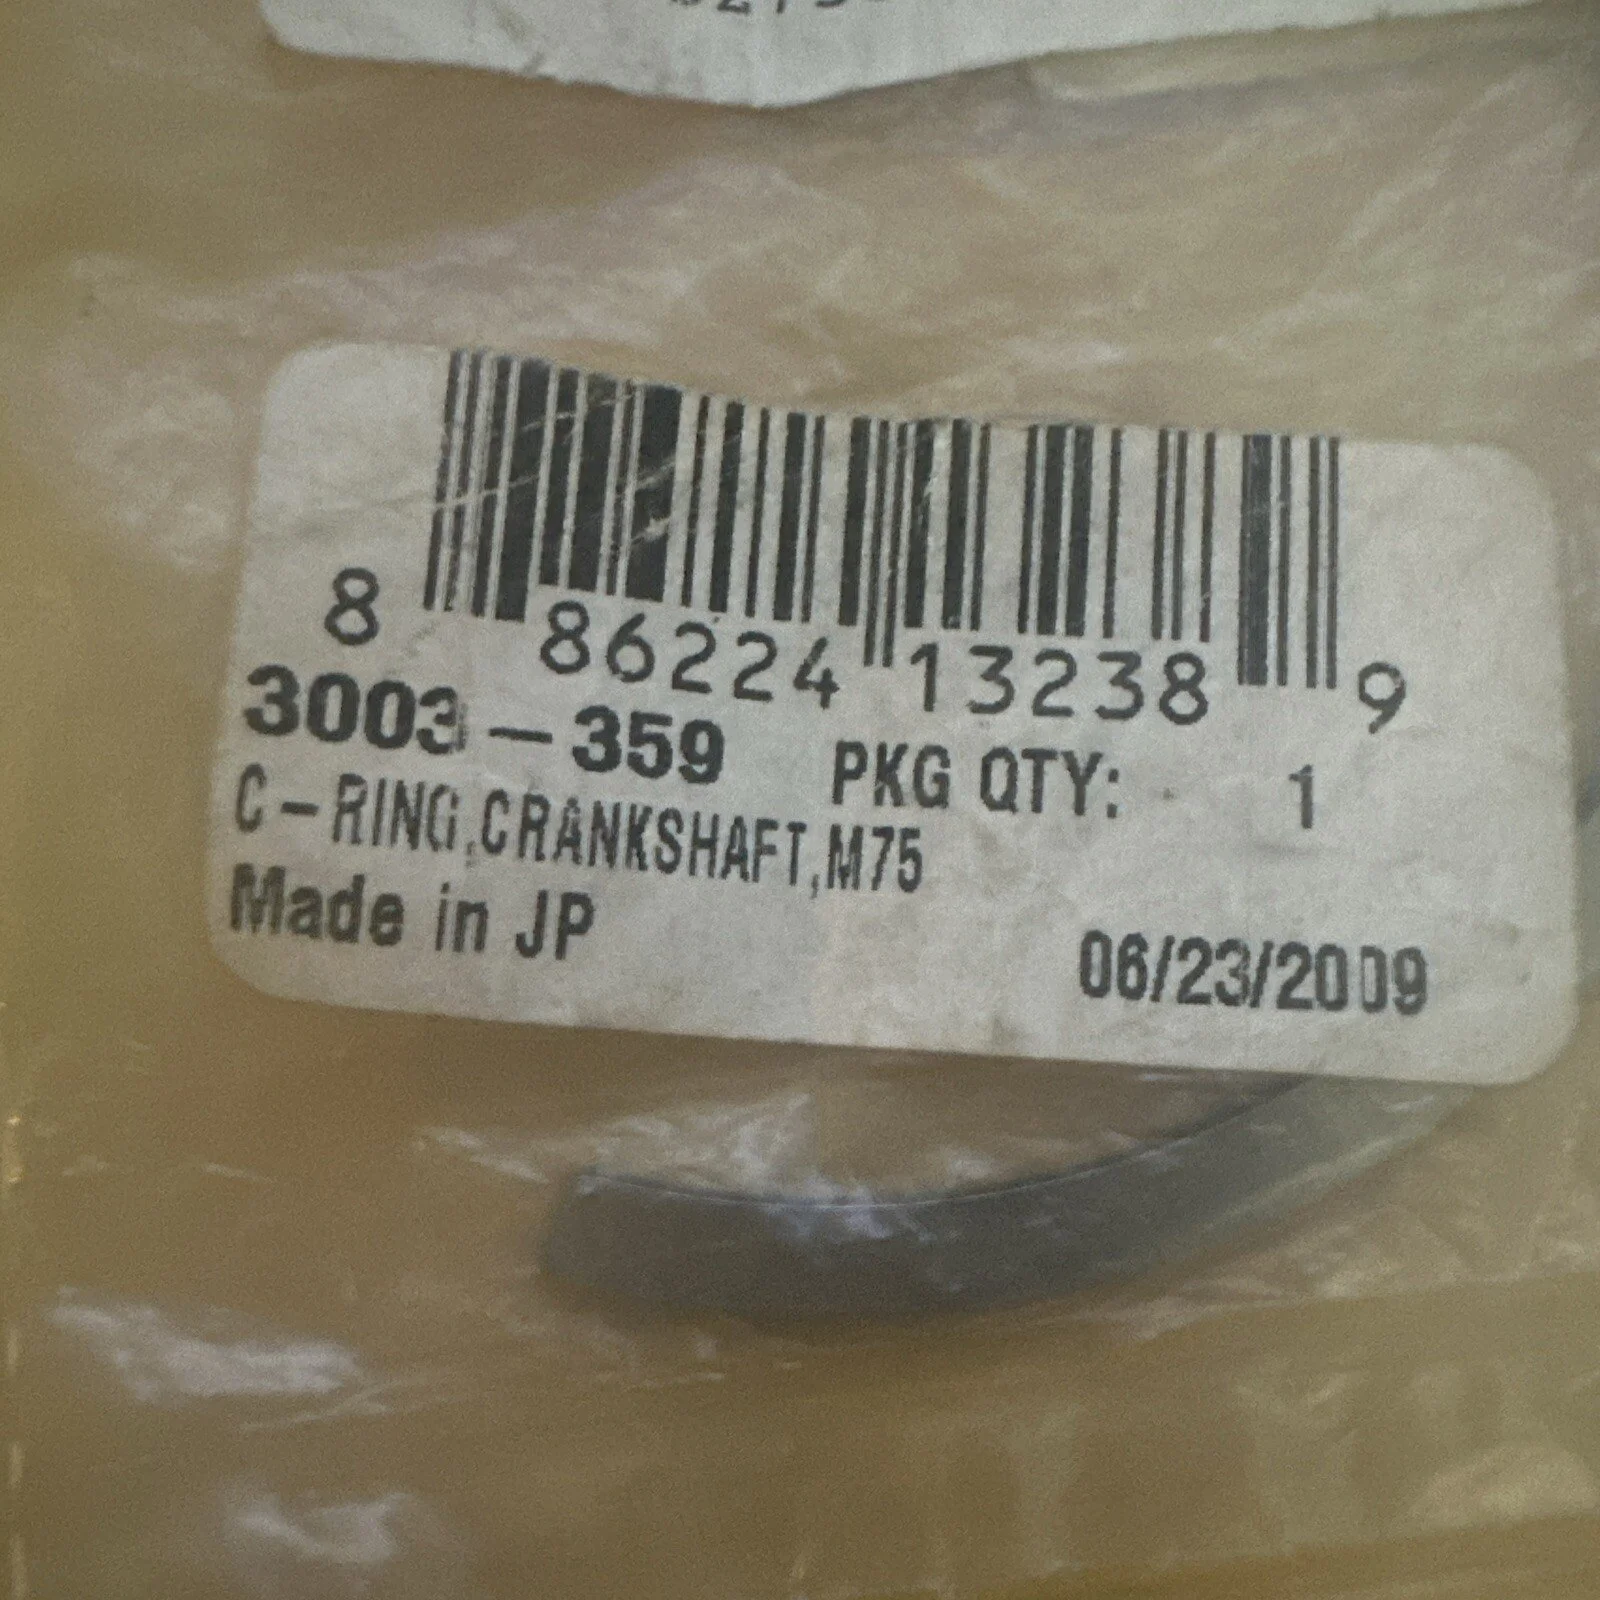 8 86224 13238 9
3003-359 PKG QTY: 1
C-RING,CRANKSHAFT,M75
Made in JP
06/23/2009